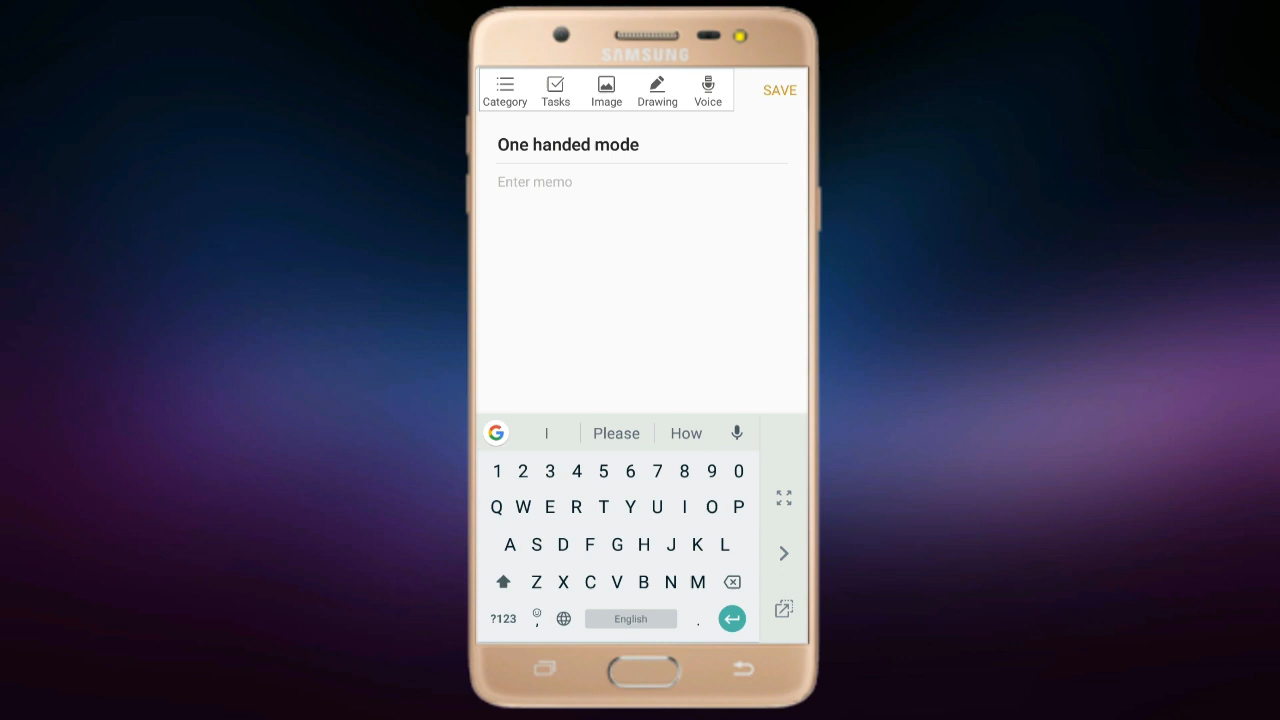 SAMSUNG
Category Tasks Image Drawing Voice
SAVE
One handed mode
Enter memo
G I Please How
1 2 3 4 5 6 7 8 9 0
Q W E R T Y U I O P
A S D F G H J K L
Z X C V B N M
?123 , English .